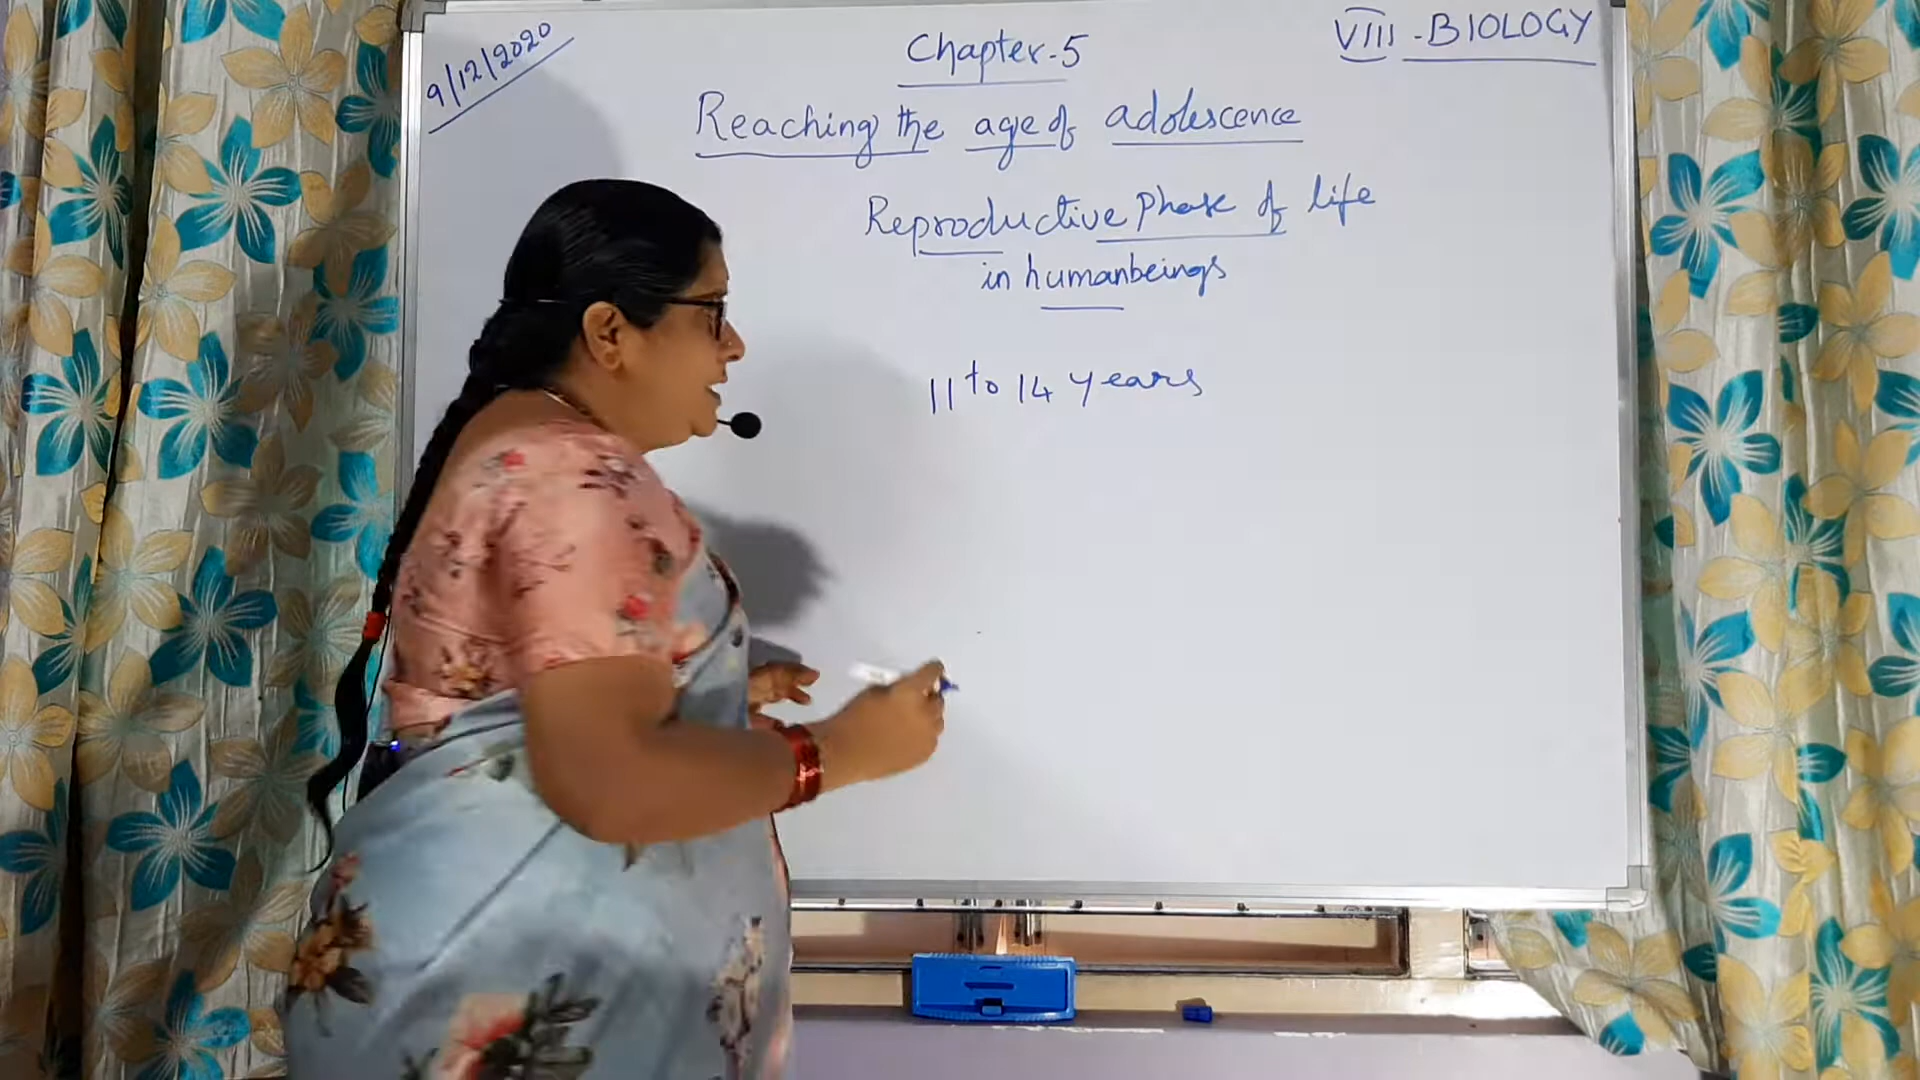 9/12/2020
Chapter-5
VIII - BIOLOGY
Reaching the age of adolescence
Reproductive Phase of life
in humanbeings
11 to 14 years